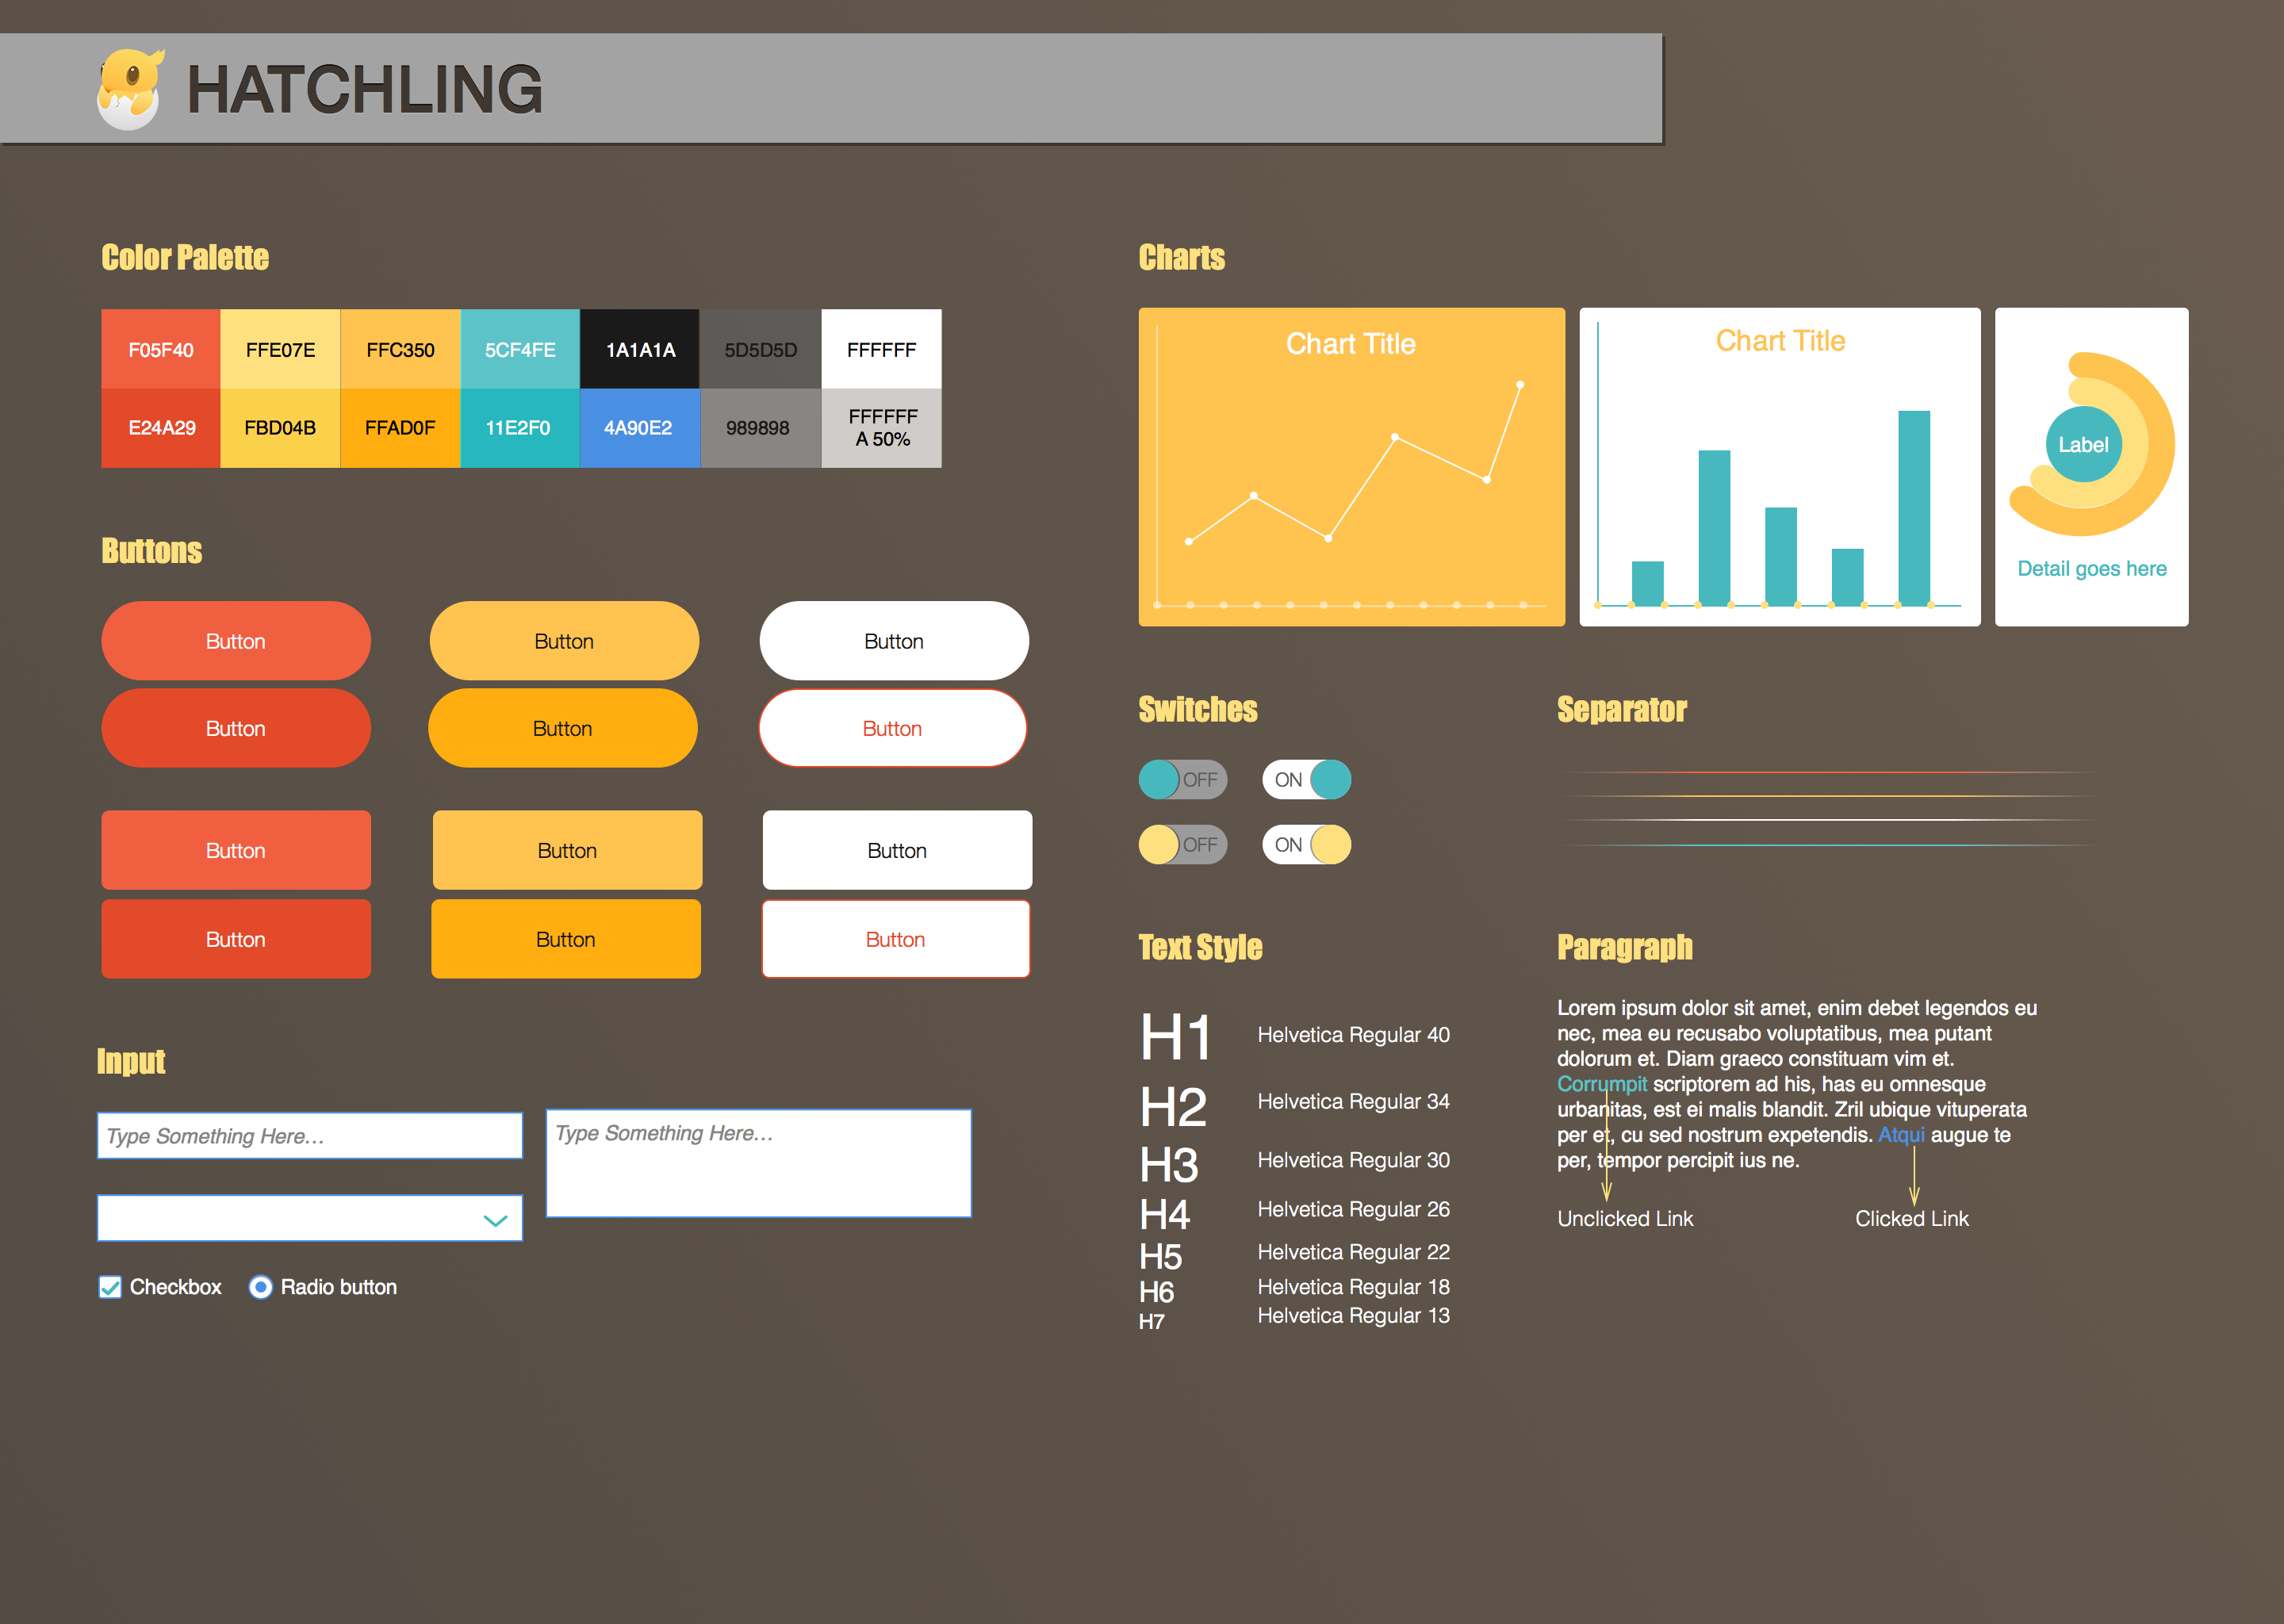 HATCHLING
Color Palette
F05F40 FFE07E FFC350 5CF4FE 1A1A1A 5D5D5D FFFFFF
E24A29 FBD04B FFAD0F 11E2F0 4A90E2 989898 FFFFFF
A 50%
Buttons
Button Button Button
Button Button Button
Button Button Button
Button Button Button
Input
Type Something Here...
Type Something Here...
Checkbox
Radio button
Charts
Chart Title
Chart Title
Label
Detail goes here
Switches
OFF ON
OFF ON
Separator
Text Style
H1 Helvetica Regular 40
H2 Helvetica Regular 34
H3 Helvetica Regular 30
H4 Helvetica Regular 26
H5 Helvetica Regular 22
H6 Helvetica Regular 18
H7 Helvetica Regular 13
Paragraph
Lorem ipsum dolor sit amet, enim debet legendos eu
nec, mea eu recusabo voluptatibus, mea putant
dolorum et. Diam graeco constituam vim et.
Corrumpit scriptorem ad his, has eu omnesque
urbanitas, est ei malis blandit. Zril ubique vituperata
per et, cu sed nostrum expetendis. Atqui augue te
per, tempor percipit ius ne.
Unclicked Link
Clicked Link